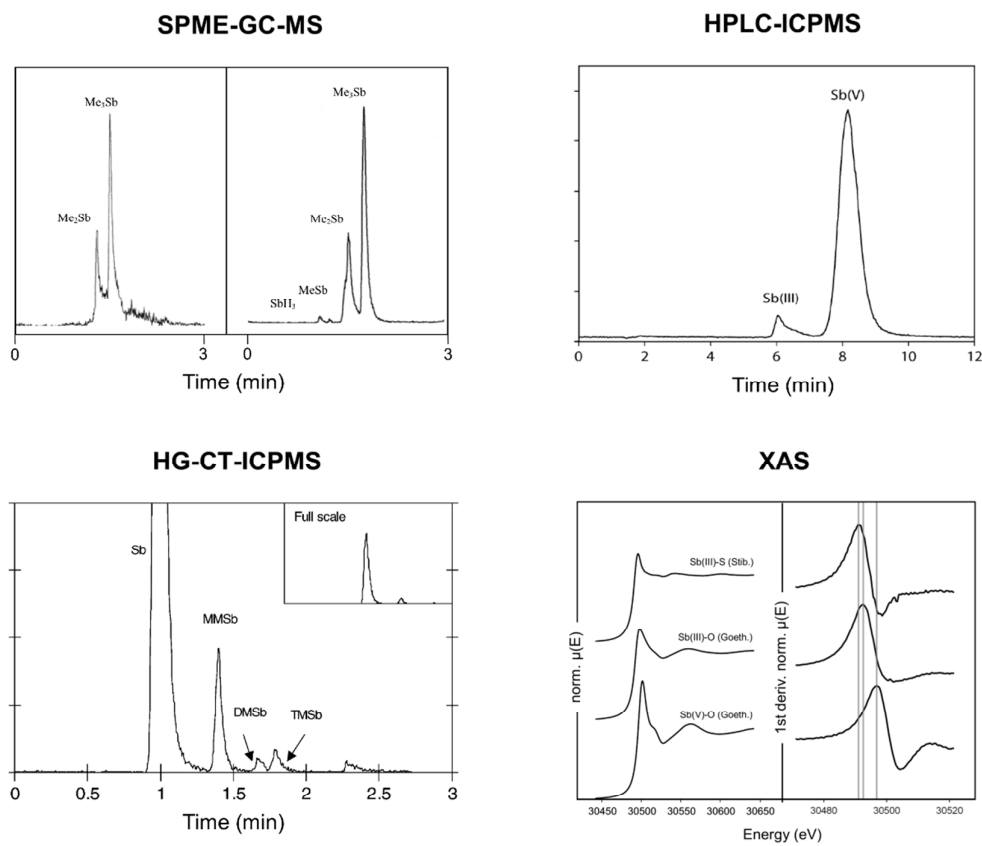 SPME-GC-MS
Me₃Sb
Me₂Sb
Me₃Sb
Me₂Sb
MeSb
SbH₃
0 3 0 3
Time (min)
HPLC-ICPMS
Sb(V)
Sb(III)
0 2 4 6 8 10 12
Time (min)
HG-CT-ICPMS
Full scale
Sb
MMSb
DMSb
TMSb
0 0.5 1 1.5 2 2.5 3
Time (min)
XAS
norm. μ(E)
Sb(III)-S (Stib.)
Sb(III)-O (Goeth.)
Sb(V)-O (Goeth.)
1st deriv. norm. μ(E)
30450 30500 30550 30600 30650 30480 30500 30520
Energy (eV)